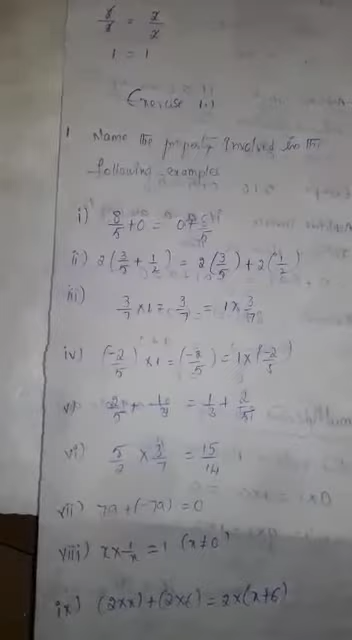 1 = 1
Exercise 1.1
1 Name the property Involved in the
following examples
i) 8/5 + 0 = 0 + 8/5
ii) 2(3/5 + 1/2) = 2(3/5) + 2(1/2)
iii) 3/7 × 1 = 3/7 = 1 × 3/7
iv) (-2/5) × 1 = (-2/5) = 1 × (-2/5)
v) 2/5 + 1/3 = 1/3 + 2/5
vi) 5/2 × 3/7 = 15/14
vii) 7a + (-7a) = 0
viii) x × 1/x = 1 (x ≠ 0)
ix) (2×x) + (2×6) = 2×(x+6)